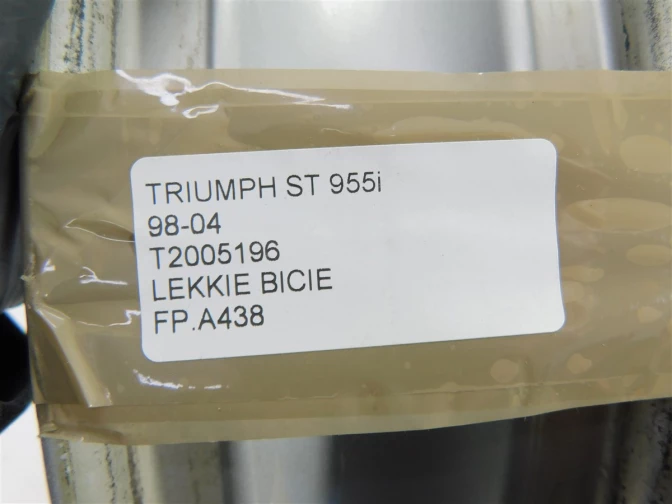 TRIUMPH ST 955i
98-04
T2005196
LEKKIE BICIE
FP.A438